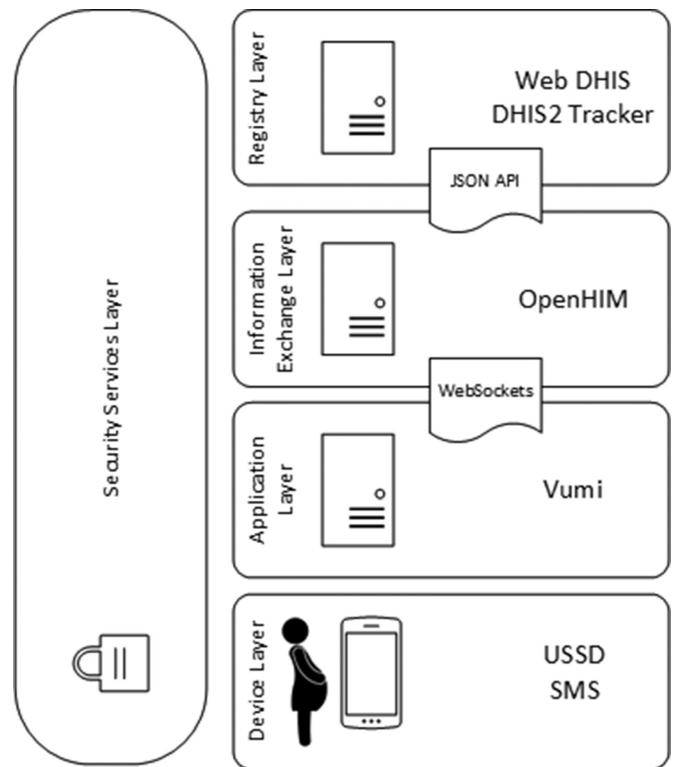 Security Services Layer
Registry Layer
Web DHIS
DHIS2 Tracker
JSON API
Information
Exchange Layer
OpenHIM
WebSockets
Application
Layer
Vumi
Device Layer
USSD
SMS